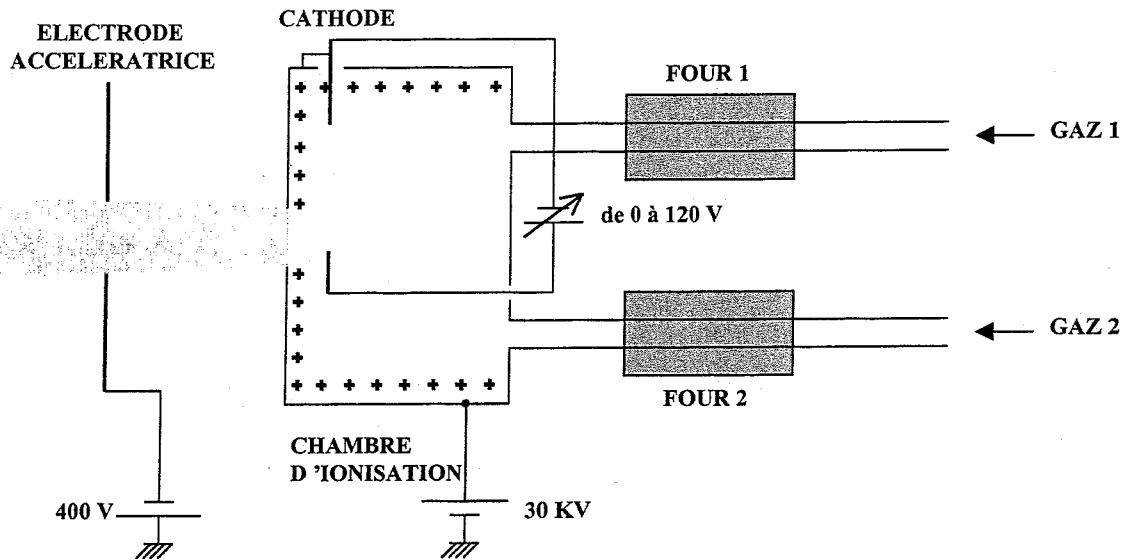 CATHODE
ELECTRODE
ACCELERATRICE
FOUR 1
GAZ 1
de 0 à 120 V
GAZ 2
FOUR 2
CHAMBRE
D 'IONISATION
400 V
30 KV